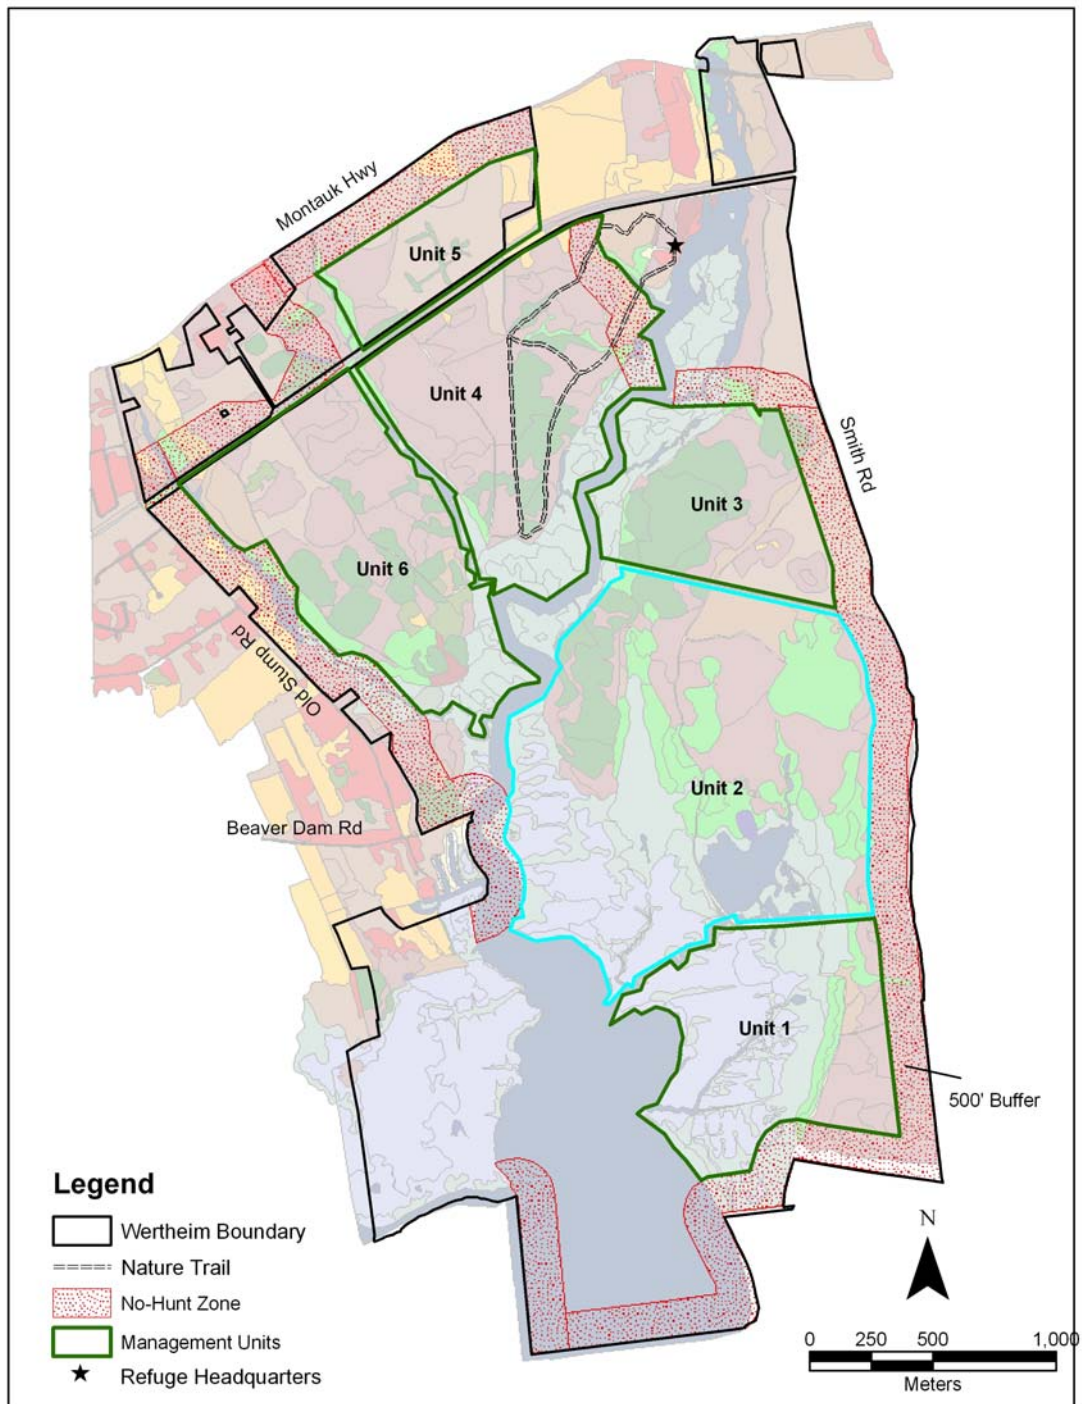 Montauk Hwy
Unit 5
Unit 4
Smith Rd
Unit 3
Unit 6
Old Stump Rd
Unit 2
Beaver Dam Rd
Unit 1
500' Buffer
Legend
Wertheim Boundary
Nature Trail
No-Hunt Zone
Management Units
Refuge Headquarters
N
0 250 500 1,000
Meters